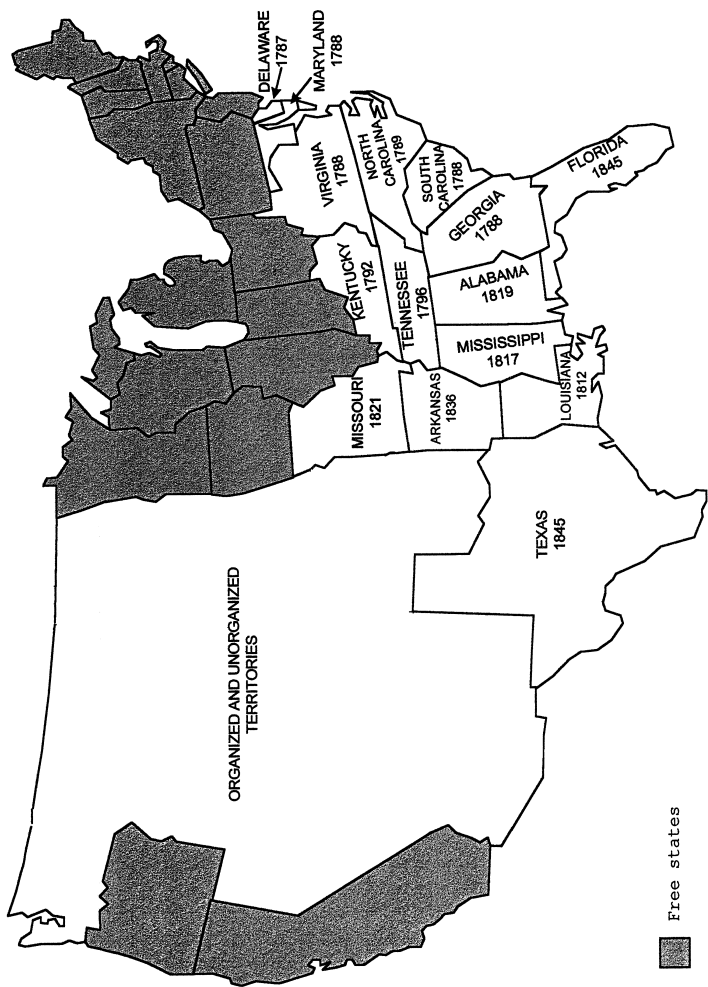 DELAWARE
1787
MARYLAND
1788
VIRGINIA
1788
NORTH
CAROLINA
1789
SOUTH
CAROLINA
1788
KENTUCKY
1792
TENNESSEE
1796
GEORGIA
1788
FLORIDA
1845
ALABAMA
1819
MISSISSIPPI
1817
MISSOURI
1821
ARKANSAS
1836
LOUISIANA
1812
TEXAS
1845
ORGANIZED AND UNORGANIZED
TERRITORIES
Free states